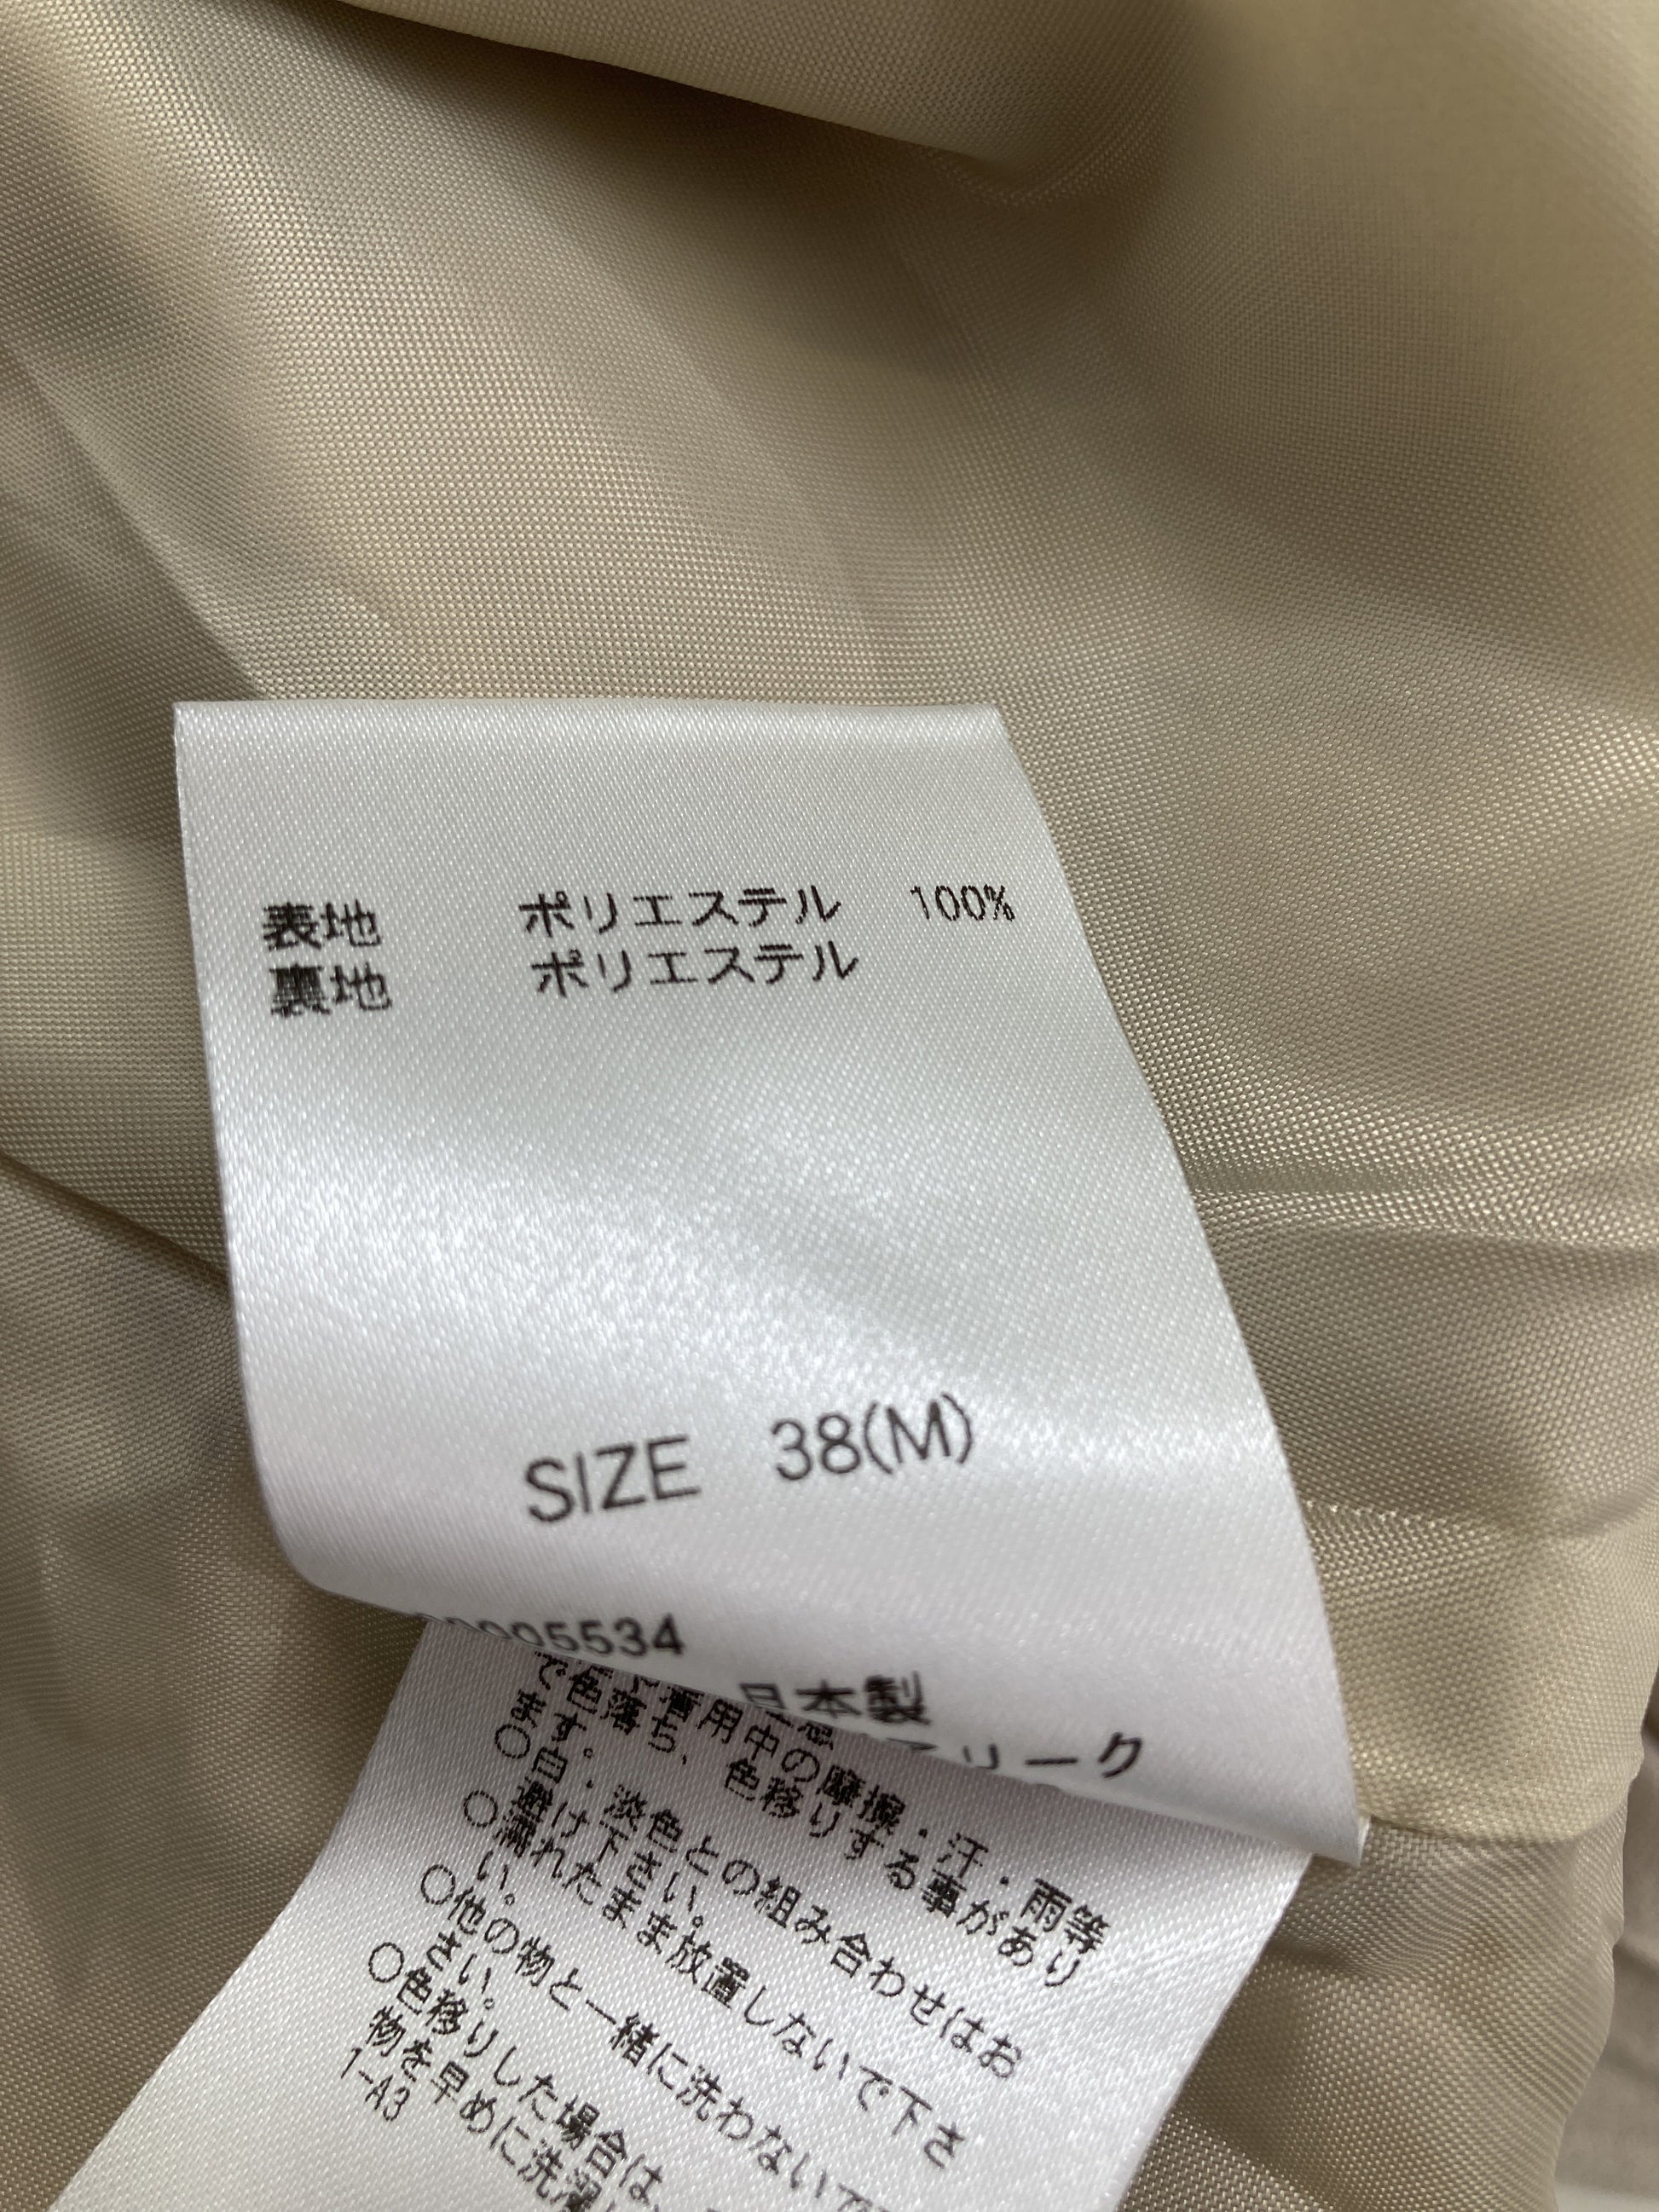 表地 ポリエステル 100%
裏地 ポリエステル
SIZE 38(M)
5534
日本製
リーク
用中の摩擦・汗・雨等
で色落ち、色移りする事があり
ます。
○白・淡色との組み合わせはお
避け下さい。
○濡れたまま放置しないで下さ
い。
○他の物と一緒に洗わないで
さい。
○色移りした場合は、
物を早めに洗濯
1-A3